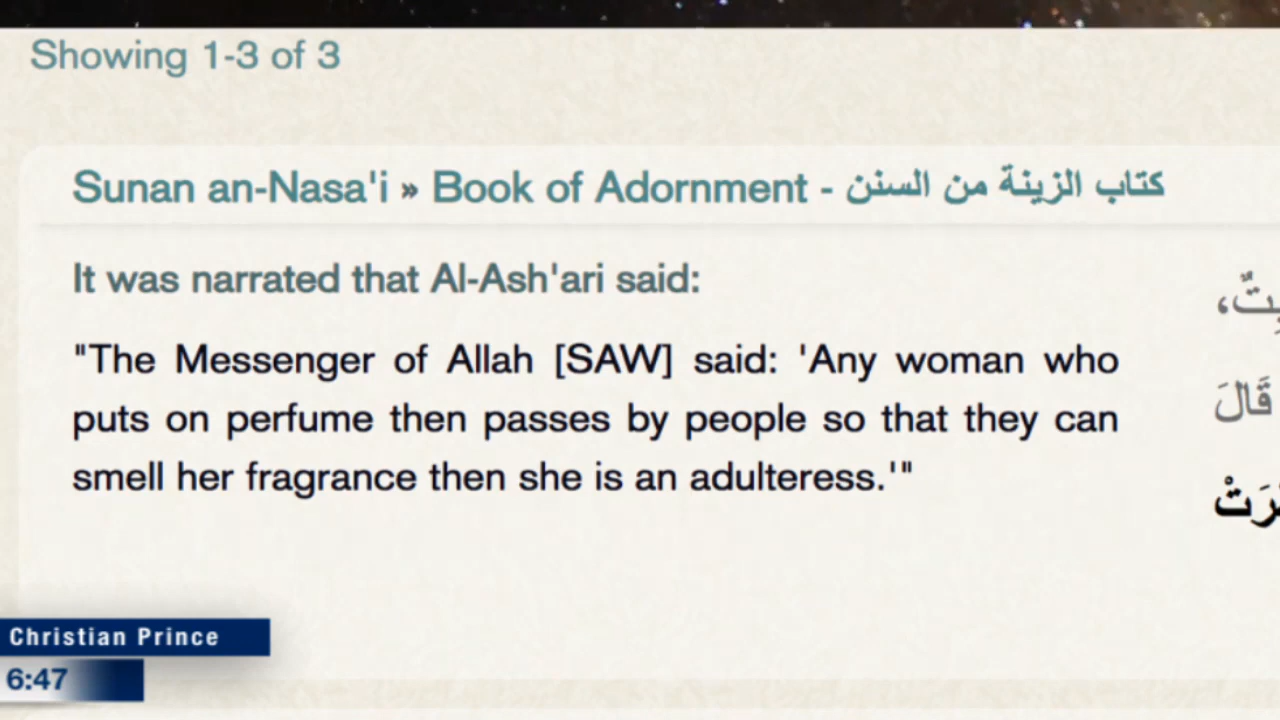 Showing 1-3 of 3
Sunan an-Nasa'i » Book of Adornment - كتاب الزينة من السنن
It was narrated that Al-Ash'ari said:
"The Messenger of Allah [SAW] said: 'Any woman who
puts on perfume then passes by people so that they can
smell her fragrance then she is an adulteress.'"
قَالَ
Christian Prince
6:47